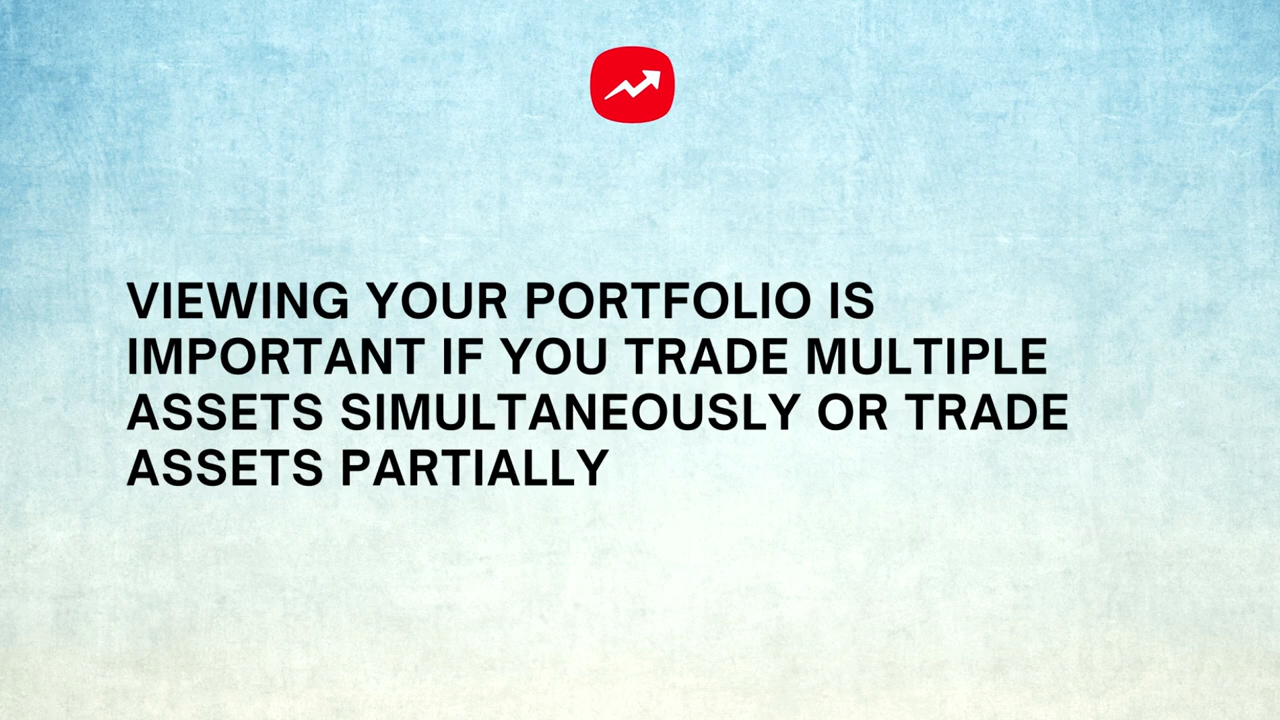 VIEWING YOUR PORTFOLIO IS
IMPORTANT IF YOU TRADE MULTIPLE
ASSETS SIMULTANEOUSLY OR TRADE
ASSETS PARTIALLY